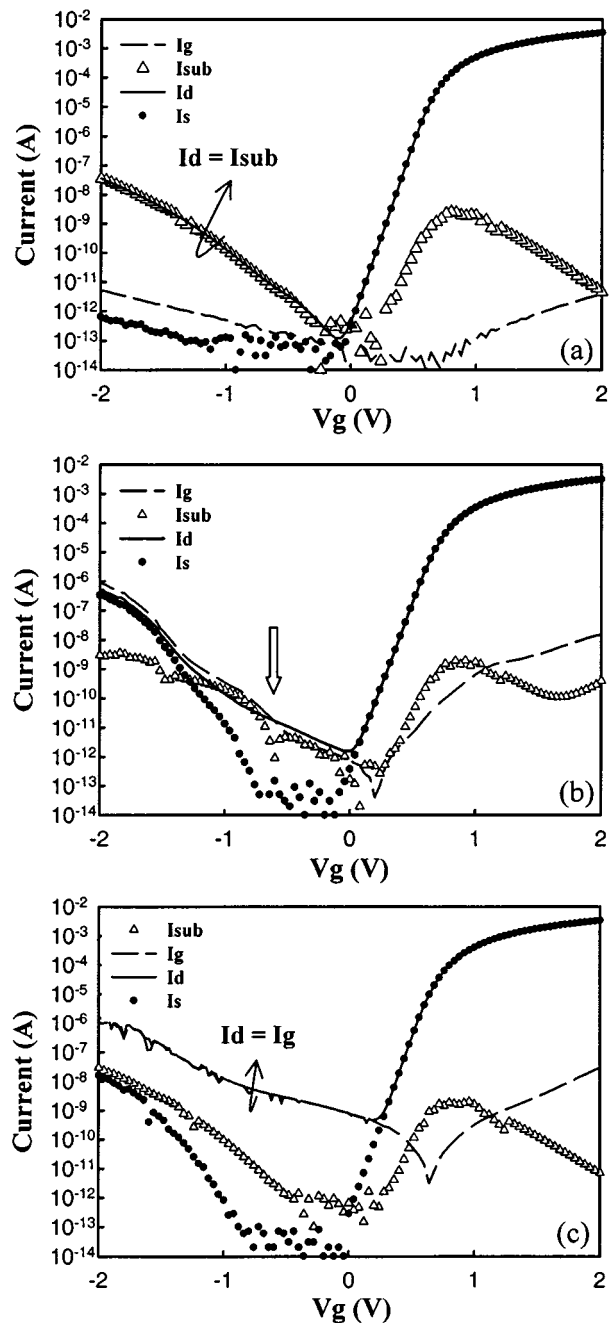 10⁻²
10⁻³
10⁻⁴
10⁻⁵
10⁻⁶
10⁻⁷
10⁻⁸
10⁻⁹
10⁻¹⁰
10⁻¹¹
10⁻¹²
10⁻¹³
10⁻¹⁴
Current (A)
Ig
Isub
Id
Is
Id = Isub
(a)
-2 -1 0 1 2
Vg (V)
10⁻²
10⁻³
10⁻⁴
10⁻⁵
10⁻⁶
10⁻⁷
10⁻⁸
10⁻⁹
10⁻¹⁰
10⁻¹¹
10⁻¹²
10⁻¹³
10⁻¹⁴
Current (A)
Ig
Isub
Id
Is
(b)
-2 -1 0 1 2
Vg (V)
10⁻²
10⁻³
10⁻⁴
10⁻⁵
10⁻⁶
10⁻⁷
10⁻⁸
10⁻⁹
10⁻¹⁰
10⁻¹¹
10⁻¹²
10⁻¹³
10⁻¹⁴
Current (A)
Isub
Ig
Id
Is
Id = Ig
(c)
-2 -1 0 1 2
Vg (V)